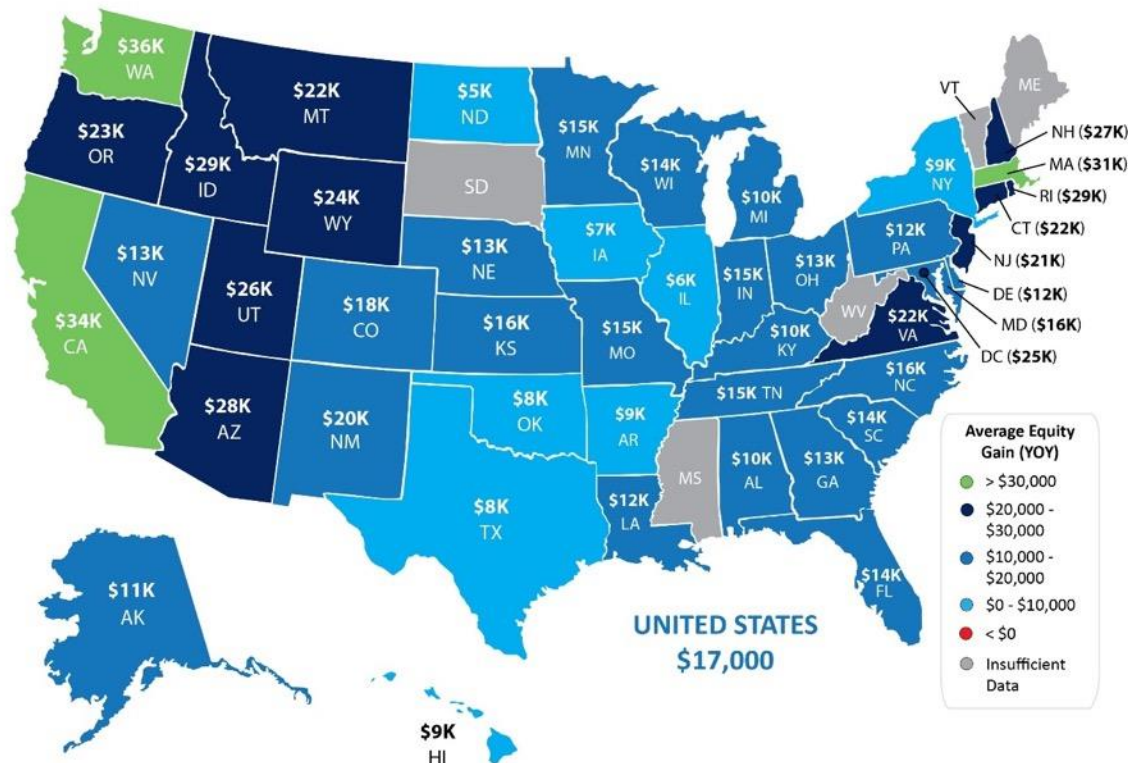 $36K
WA
$23K
OR
$29K
ID
$22K
MT
$24K
WY
$5K
ND
SD
$15K
MN
$14K
WI
$10K
MI
VT
ME
NH ($27K)
MA ($31K)
RI ($29K)
CT ($22K)
NJ ($21K)
DE ($12K)
MD ($16K)
DC ($25K)
$9K
NY
$12K
PA
$34K
CA
$13K
NV
$26K
UT
$18K
CO
$13K
NE
$7K
IA
$6K
IL
$15K
IN
$13K
OH
WV
$22K
VA
$16K
KS
$15K
MO
$10K
KY
$28K
AZ
$20K
NM
$8K
OK
$9K
AR
$15K TN
$16K
NC
$14K
SC
$8K
TX
$12K
LA
MS
$10K
AL
$13K
GA
$14K
FL
$11K
AK
$9K
HI
UNITED STATES
$17,000
Average Equity
Gain (YOY)
> $30,000
$20,000 -
$30,000
$10,000 -
$20,000
$0 - $10,000
< $0
Insufficient
Data